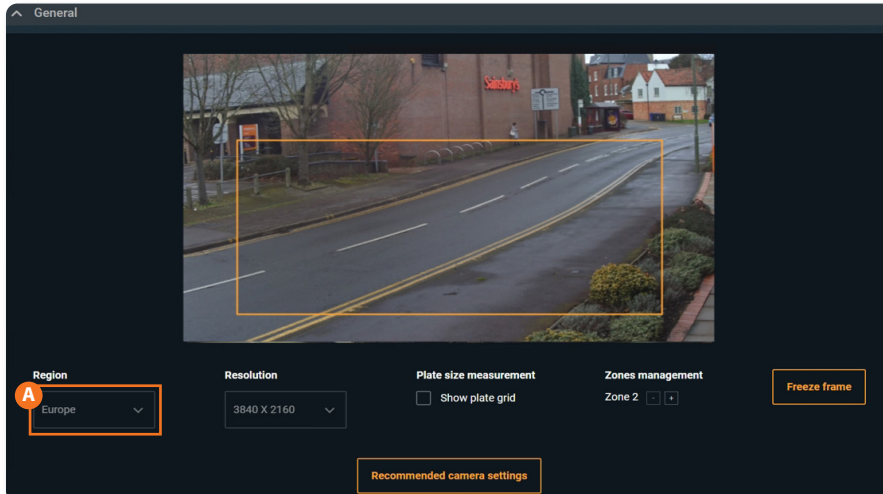 General
Sainsbury's
Region
Resolution
Plate size measurement
Zones management
A
Europe
3840 X 2160
Show plate grid
Zone 2 - +
Freeze frame
Recommended camera settings